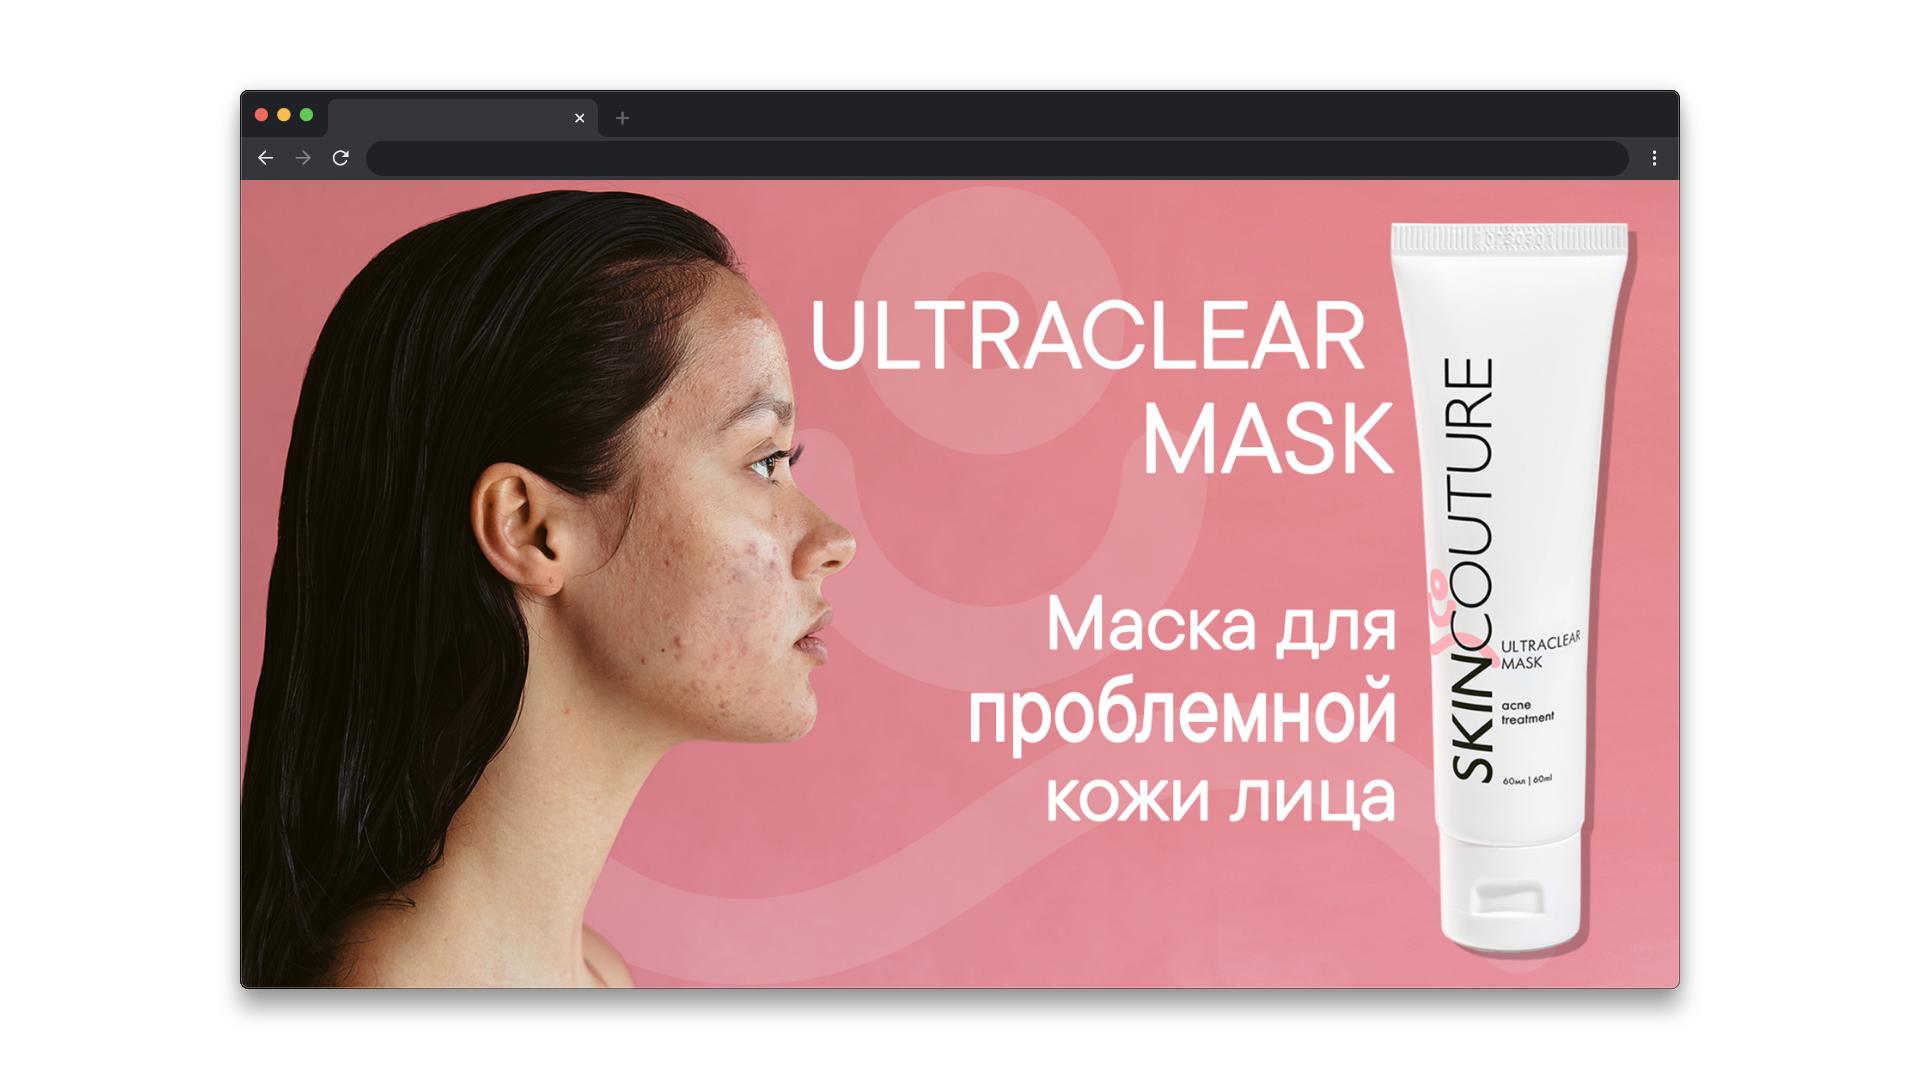 ULTRACLEAR
MASK
Маска для
проблемной
кожи лица
SKINCOUTURE
ULTRACLEAR
MASK
acne
treatment
60мл | 60ml